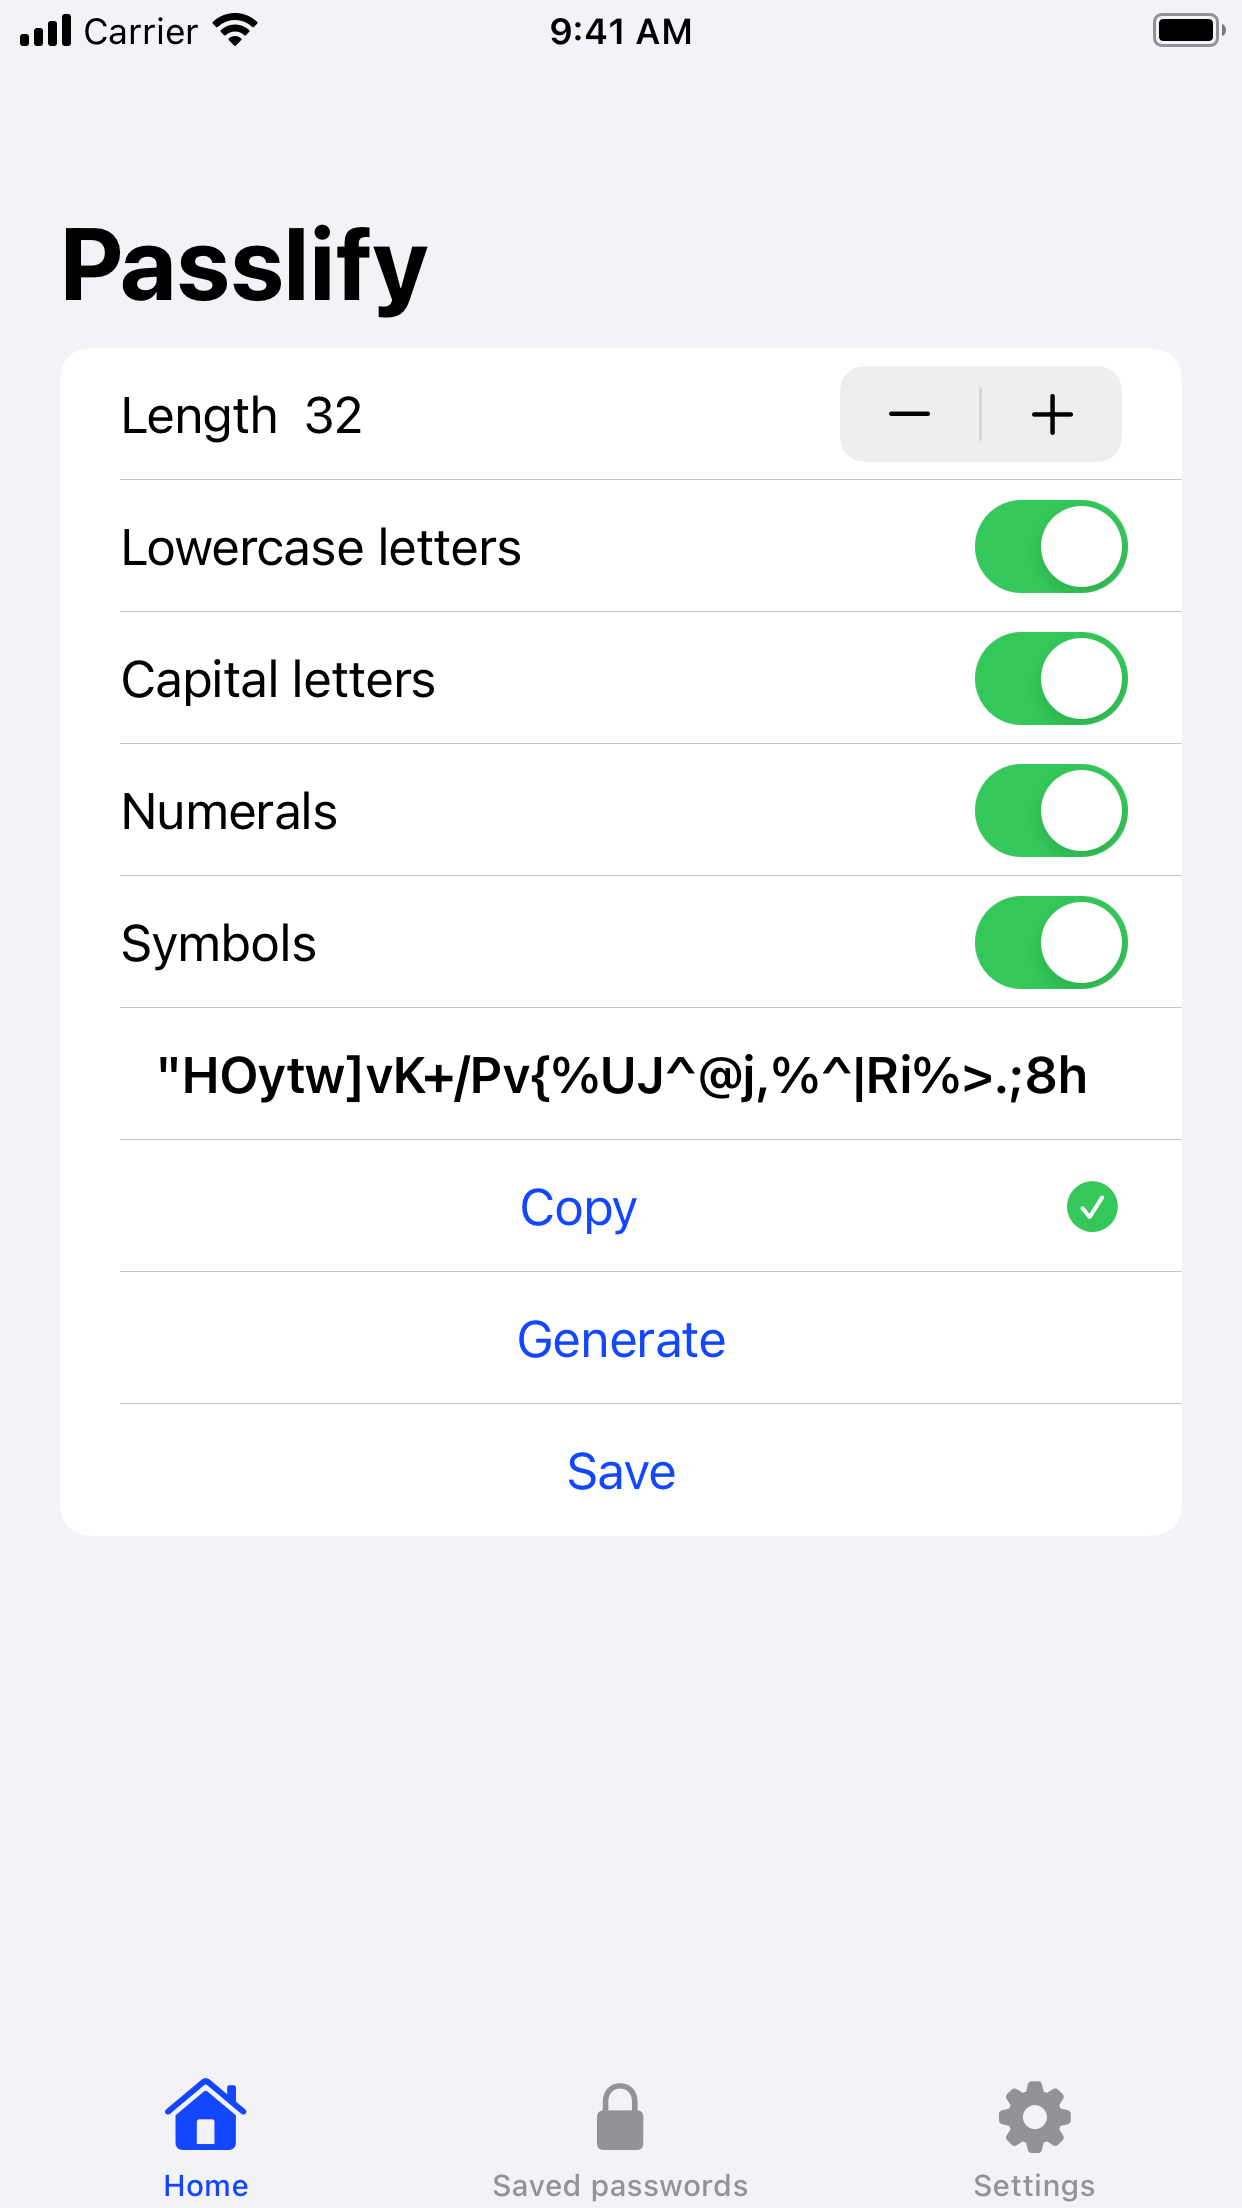 Carrier 9:41 AM
Passlify
Length 32
Lowercase letters
Capital letters
Numerals
Symbols
"HOytw]vK+/Pv{%UJ^@j,%^|Ri%>.;8h
Copy
Generate
Save
Home Saved passwords Settings